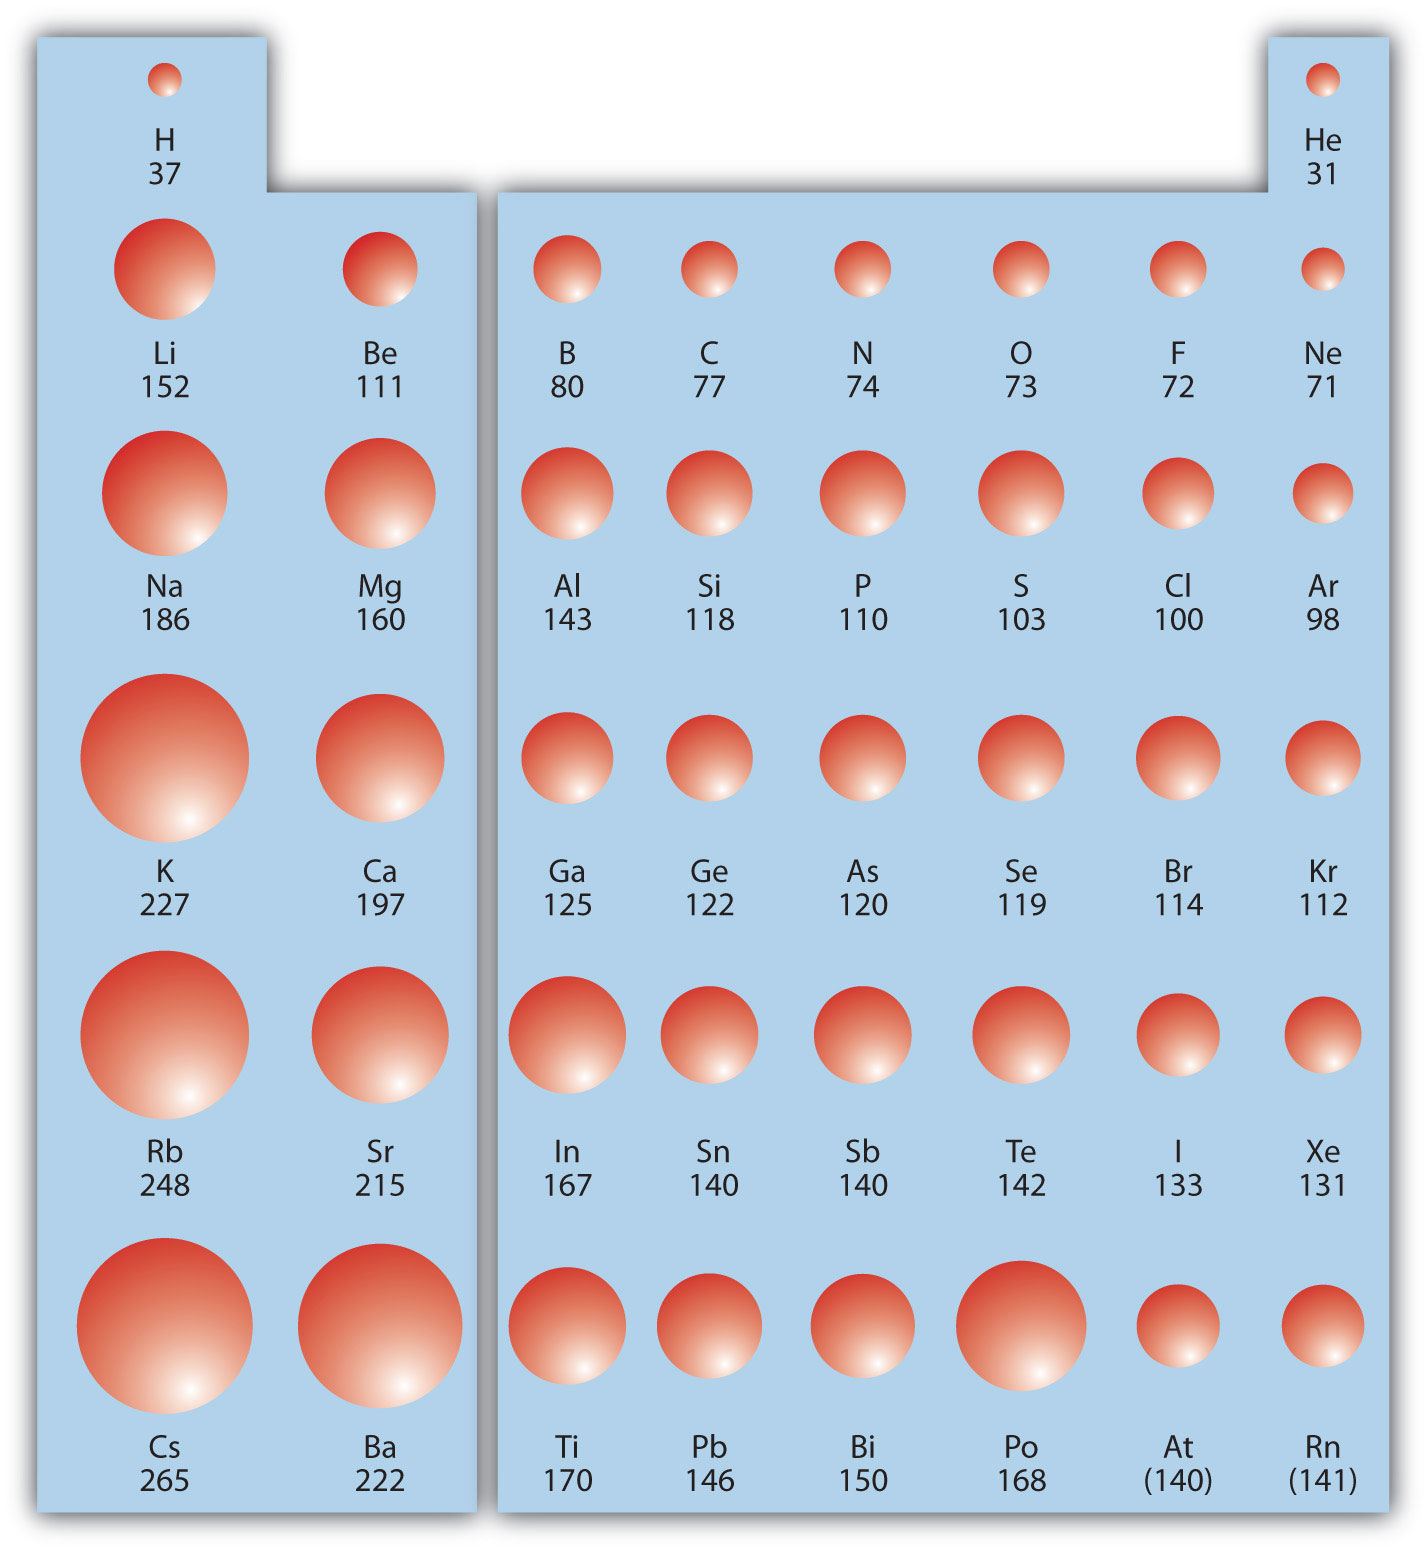 H He
37 31
Li Be B C N O F Ne
152 111 80 77 74 73 72 71
Na Mg Al Si P S Cl Ar
186 160 143 118 110 103 100 98
K Ca Ga Ge As Se Br Kr
227 197 125 122 120 119 114 112
Rb Sr In Sn Sb Te I Xe
248 215 167 140 140 142 133 131
Cs Ba Ti Pb Bi Po At Rn
265 222 170 146 150 168 (140) (141)